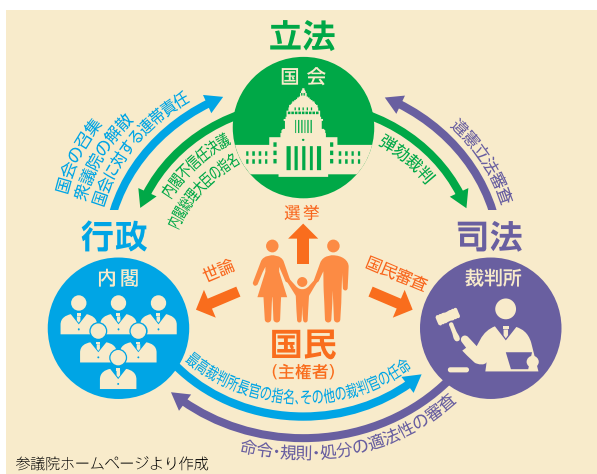 立法
国会
国会の召集
衆議院の解散
国会に対する連帯責任
内閣不信任決議
内閣総理大臣の指名
弾劾裁判
違憲立法審査
選挙
行政
内閣
世論
国民審査
司法
裁判所
国民
（主権者）
最高裁判所長官の指名、その他の裁判官の任命
命令・規則・処分の適法性の審査
参議院ホームページより作成